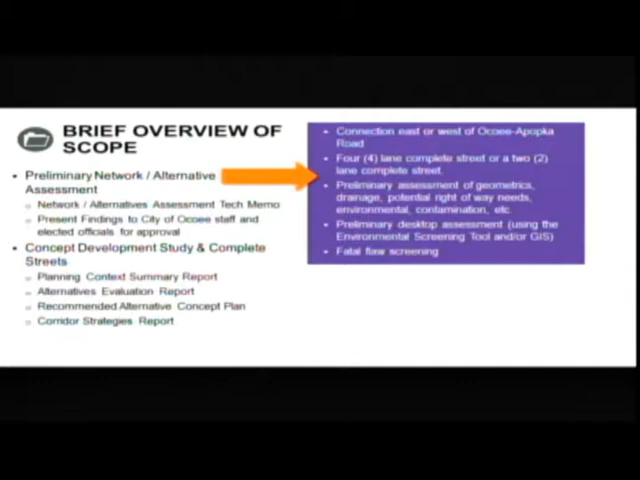 BRIEF OVERVIEW OF
SCOPE
• Preliminary Network / Alternative
Assessment
o Network / Alternatives Assessment Tech Memo
o Present Findings to City of Ocoee staff and
elected officials for approval
• Concept Development Study & Complete
Streets
o Planning Context Summary Report
o Alternatives Evaluation Report
o Recommended Alternative Concept Plan
o Corridor Strategies Report
• Connection east or west of Ocoee-Apopka
Road
• Four (4) lane complete street or a two (2)
lane complete street.
• Preliminary assessment of geometrics,
drainage, potential right of way needs,
environmental, contamination, etc.
• Preliminary desktop assessment (using the
Environmental Screening Tool and/or GIS)
• Fatal flaw screening